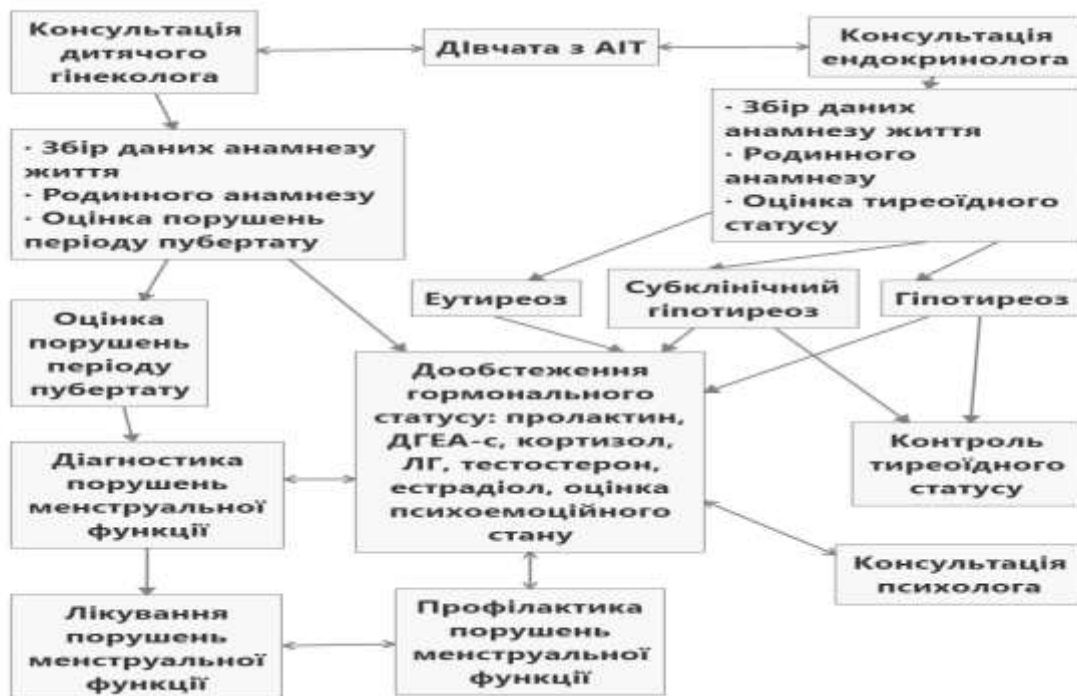 Консультація
дитячого
гінеколога
Дівчата з АІТ
Консультація
ендокринолога
· Збір даних анамнезу
життя
· Родинного анамнезу
· Оцінка порушень
періоду пубертату
· Збір даних
анамнезу життя
· Родинного
анамнезу
· Оцінка тиреоїдного
статусу
Еутиреоз
Субклінічний
гіпотиреоз
Гіпотиреоз
Оцінка
порушень
періоду
пубертату
Дообстеження
гормонального
статусу: пролактин,
ДГЕА-с, кортизол,
ЛГ, тестостерон,
естрадіол, оцінка
психоемоційного
стану
Контроль
тиреоїдного
статусу
Діагностика
порушень
менструальної
функції
Консультація
психолога
Лікування
порушень
менструальної
функції
Профілактика
порушень
менструальної
функції